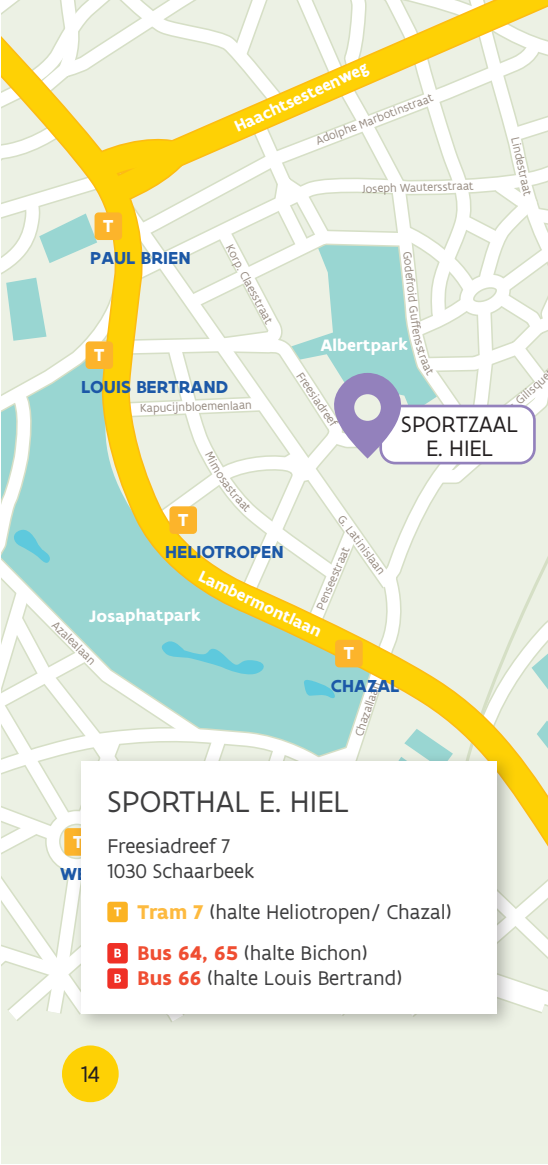 Haachtsesteenweg
Adolphe Marbotinstraat
Lindestraat
Joseph Wautersstraat
T
PAUL BRIEN
Korp. Claesstraat
Godefroid Guffensstraat
Albertpark
T
LOUIS BERTRAND
Freesiadreef
Kapucijnbloemenlaan
SPORTZAAL
E. HIEL
Mimosastraat
T
HELIOTROPEN
G. Latinislaan
Penseestraat
Lambermontlaan
Josaphatpark
Azalealaan
T
CHAZAL
SPORTHAL E. HIEL
Freesiadreef 7
1030 Schaarbeek
T Tram 7 (halte Heliotropen/ Chazal)
B Bus 64, 65 (halte Bichon)
B Bus 66 (halte Louis Bertrand)
T
14